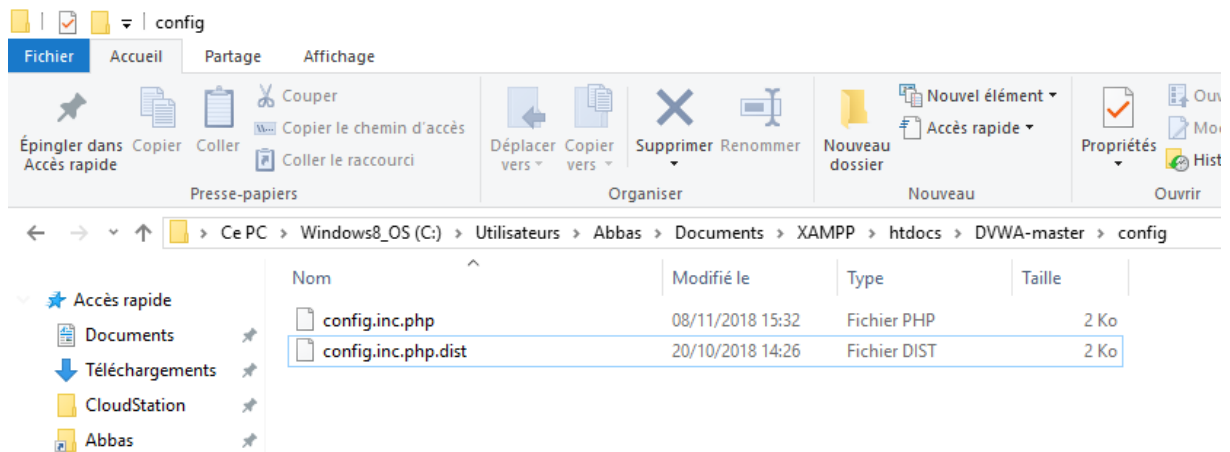 config
Fichier Accueil Partage Affichage
Épingler dans Accès rapide
Copier
Coller
Couper
Copier le chemin d'accès
Coller le raccourci
Presse-papiers
Déplacer vers
Copier vers
Supprimer
Renommer
Organiser
Nouveau dossier
Nouvel élément
Accès rapide
Nouveau
Propriétés
Ouv
Mo
Hist
Ouvrir
Ce PC > Windows8_OS (C:) > Utilisateurs > Abbas > Documents > XAMPP > htdocs > DVWA-master > config
Nom Modifié le Type Taille
config.inc.php 08/11/2018 15:32 Fichier PHP 2 Ko
config.inc.php.dist 20/10/2018 14:26 Fichier DIST 2 Ko
Accès rapide
Documents
Téléchargements
CloudStation
Abbas